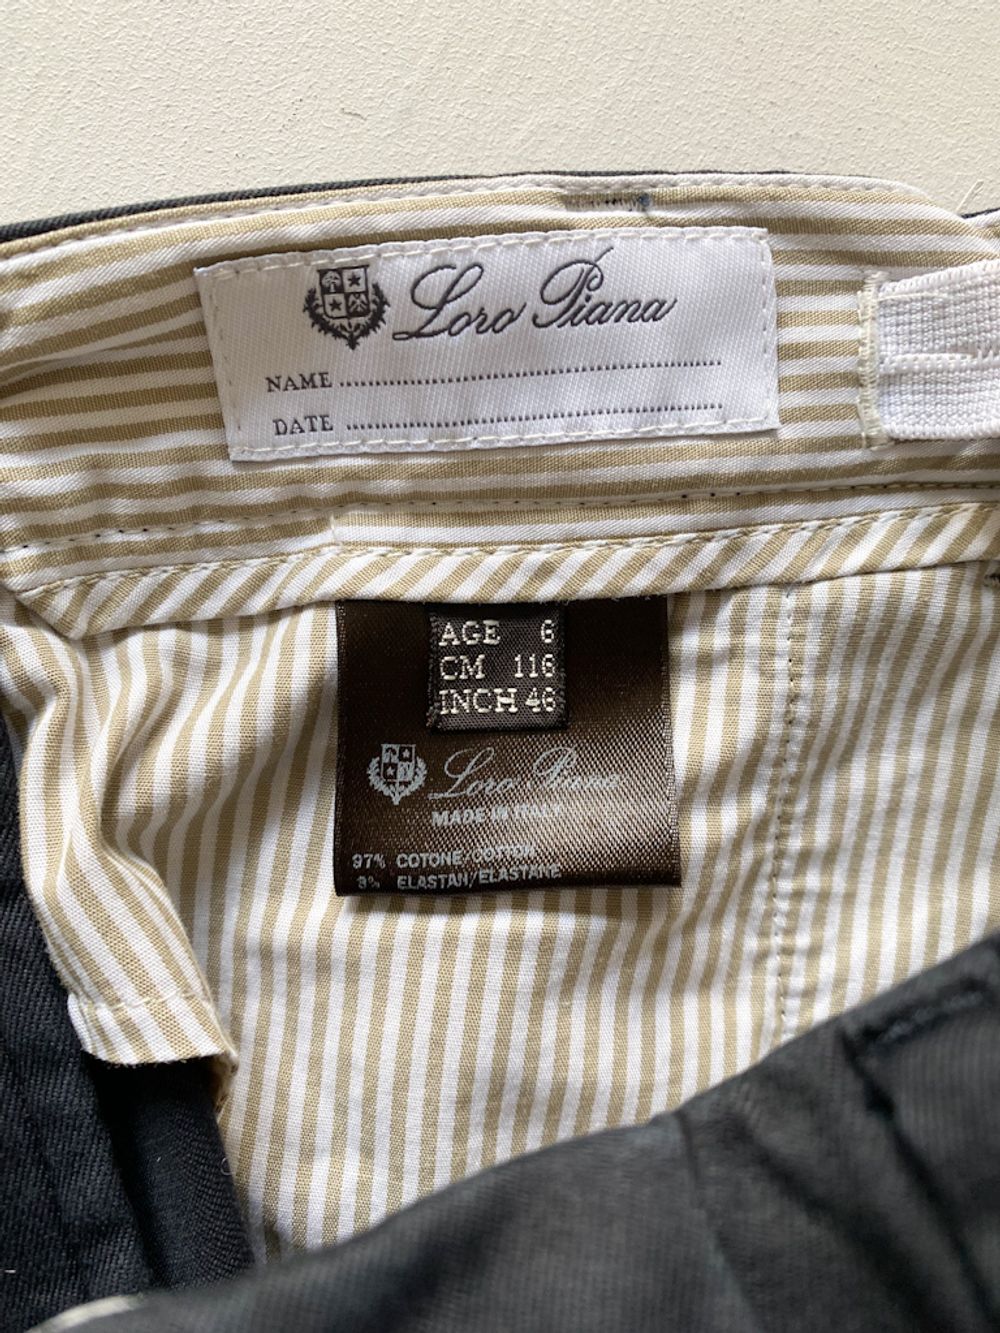 Loro Piana
NAME
DATE
AGE 6
CM 116
INCH 46
Loro Piana
MADE IN ITALY
97% COTONE/COTTON
3% ELASTAN/ELASTANE